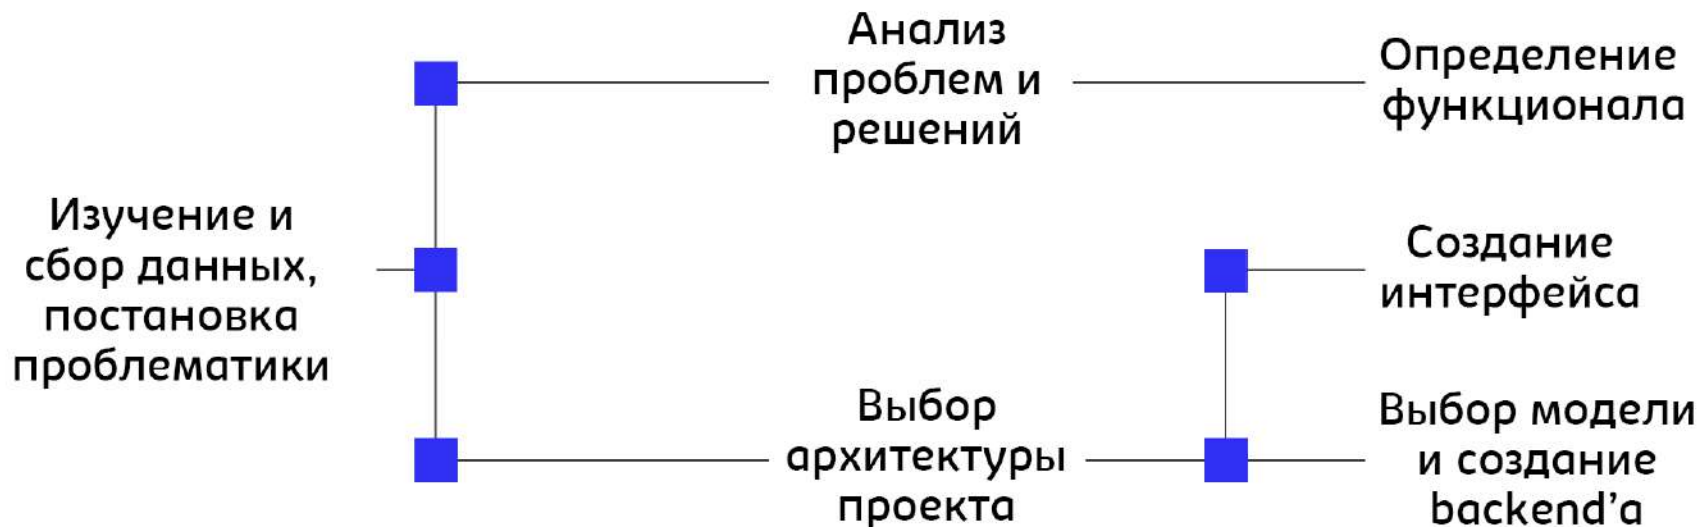 Изучение и
сбор данных,
постановка
проблематики
Анализ
проблем и
решений
Определение
функционала
Выбор
архитектуры
проекта
Создание
интерфейса
Выбор модели
и создание
backend’а